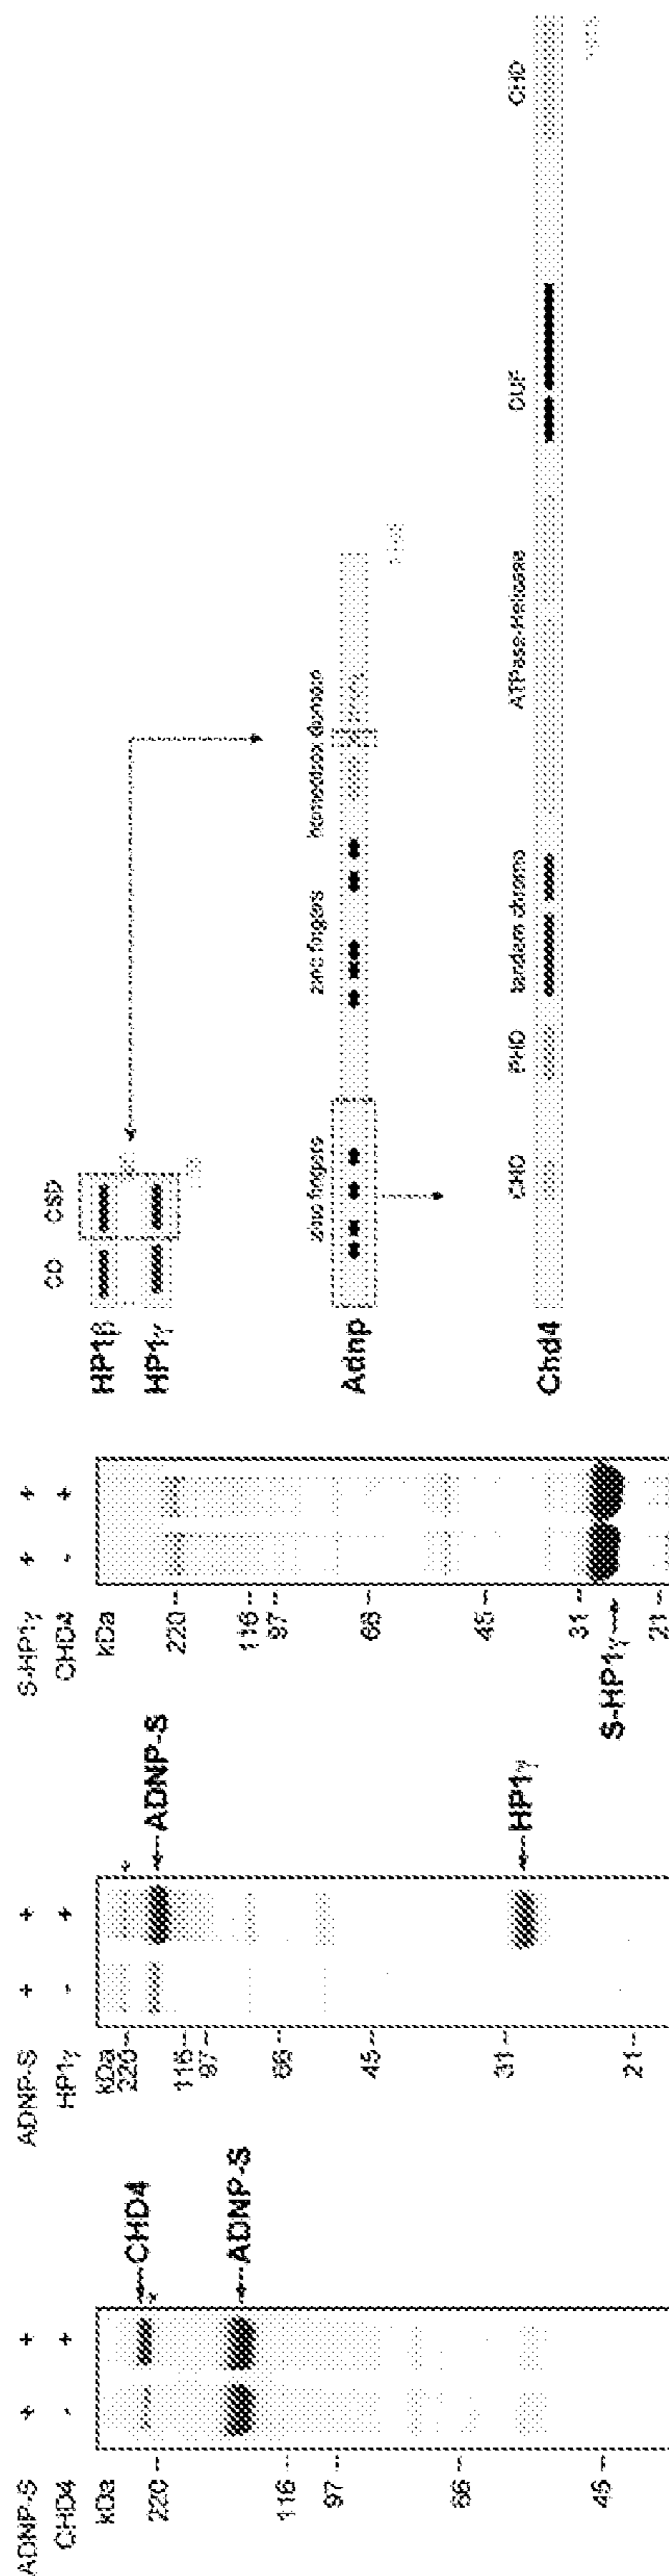 ADNP-S + +
CHD4 - +
kDa
220
116
97
66
45
CHD4
*
ADNP-S
ADNP-S + +
HP1γ - +
kDa
220
116
97
66
45
31
21
*
ADNP-S
HP1γ
S-HP1γ + +
CHD4 - +
kDa
220
116
97
66
45
31
S-HP1γ
21
CD CSD
HP1β
HP1γ
zinc fingers zinc fingers homeobox domain
Adnp
CHD PHD tandem chromo ATPase-Helicase DUF CHD
Chd4